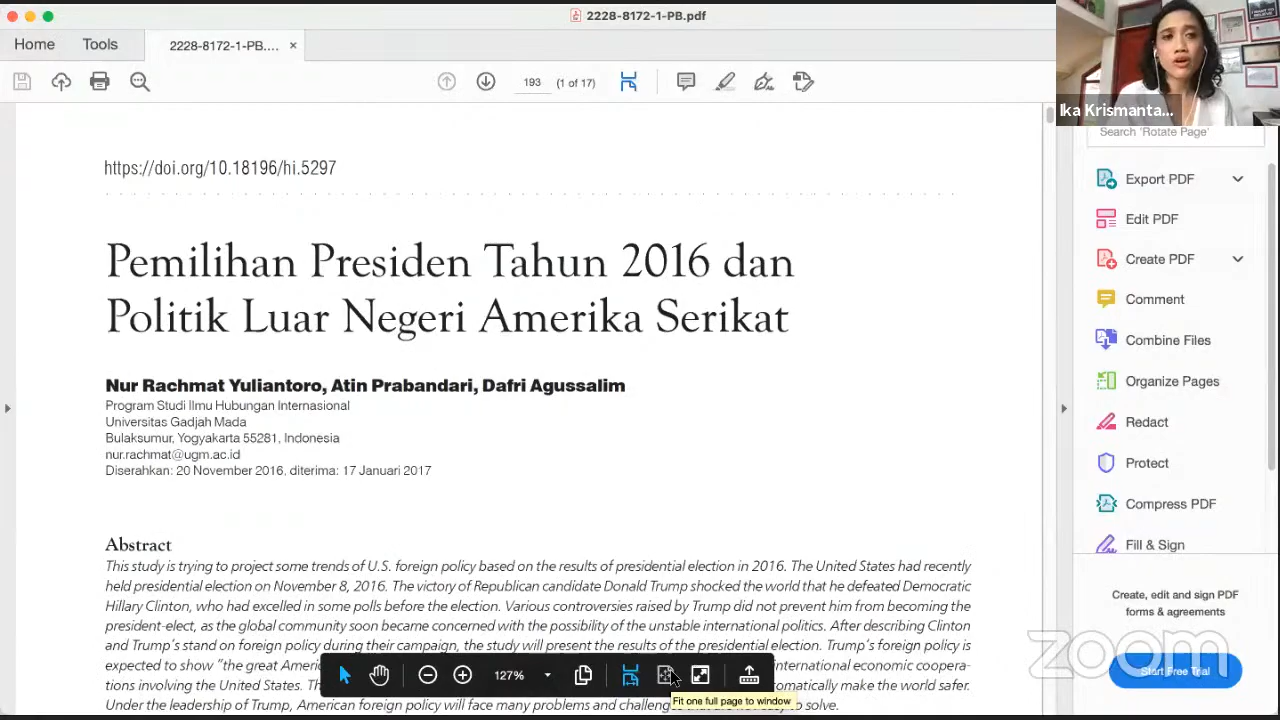 2228-8172-1-PB.pdf
Home
Tools
2228-8172-1-PB....
193
(1 of 17)
Ika Krismanta...
Search 'Rotate Page'
https://doi.org/10.18196/hi.5297
Pemilihan Presiden Tahun 2016 dan
Politik Luar Negeri Amerika Serikat
Nur Rachmat Yuliantoro, Atin Prabandari, Dafri Agussalim
Program Studi Ilmu Hubungan Internasional
Universitas Gadjah Mada
Bulaksumur, Yogyakarta 55281, Indonesia
nur.rachmat@ugm.ac.id
Diserahkan: 20 November 2016, diterima: 17 Januari 2017
Abstract
This study is trying to project some trends of U.S. foreign policy based on the results of presidential election in 2016. The United States had recently
held presidential election on November 8, 2016. The victory of Republican candidate Donald Trump shocked the world that he defeated Democratic
Hillary Clinton, who had excelled in some polls before the election. Various controversies raised by Trump did not prevent him from becoming the
president-elect, as the global community soon became concerned with the possibility of the unstable international politics. After describing Clinton
and Trump's stand on foreign policy during their campaign, the study will present the results of the presidential election. Trump's foreign policy is
expected to show "the great Ameri international economic coopera-
tions involving the United States. Th tomatically make the world safer.
Under the leadership of Trump, American foreign policy will face many problems and challeng to solve.
127%
Fit one full page to window
Export PDF
Edit PDF
Create PDF
Comment
Combine Files
Organize Pages
Redact
Protect
Compress PDF
Fill & Sign
Create, edit and sign PDF
forms & agreements
Start Free Trial
zoom